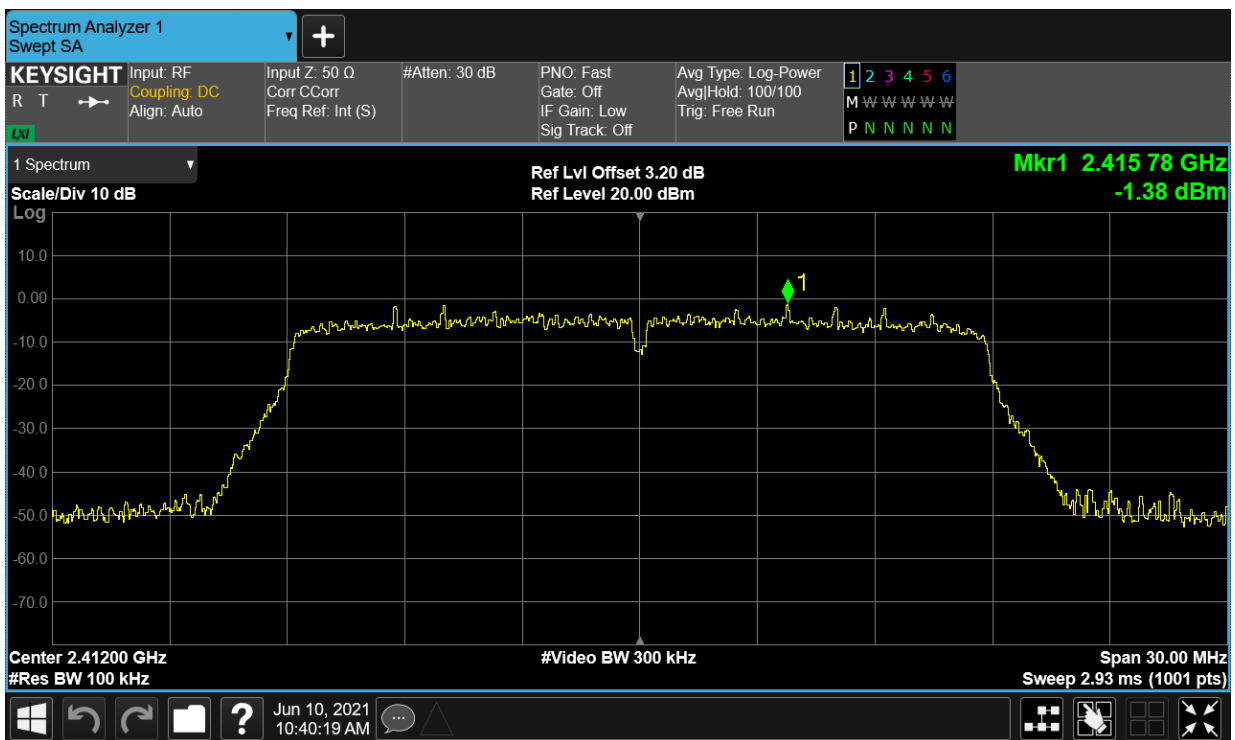 Spectrum Analyzer 1
Swept SA
+
KEYSIGHT
R T
LXI
Input: RF
Coupling: DC
Align: Auto
Input Z: 50 Ω
Corr CCorr
Freq Ref: Int (S)
#Atten: 30 dB
PNO: Fast
Gate: Off
IF Gain: Low
Sig Track: Off
Avg Type: Log-Power
Avg|Hold: 100/100
Trig: Free Run
1 2 3 4 5 6
M W W W W W
P N N N N N
1 Spectrum
Scale/Div 10 dB
Log
Ref Lvl Offset 3.20 dB
Ref Level 20.00 dBm
Mkr1 2.415 78 GHz
-1.38 dBm
10.0
0.00
-10.0
-20.0
-30.0
-40.0
-50.0
-60.0
-70.0
1
Center 2.41200 GHz
#Res BW 100 kHz
#Video BW 300 kHz
Span 30.00 MHz
Sweep 2.93 ms (1001 pts)
?
Jun 10, 2021
10:40:19 AM